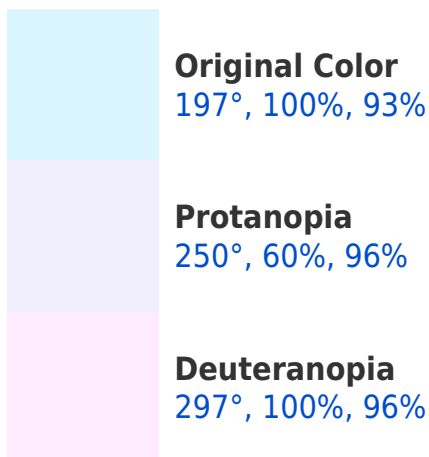 Original Color
197°, 100%, 93%
Protanopia
250°, 60%, 96%
Deuteranopia
297°, 100%, 96%